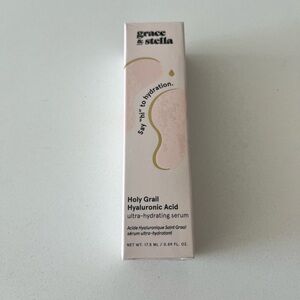 grace
& stella
Say "hi" to hydration.
Holy Grail
Hyaluronic Acid
ultra-hydrating serum
Acide Hyaluronique Saint Graal
sérum ultra-hydratant
NET WT. 17.5 ML / 0.59 FL. OZ.